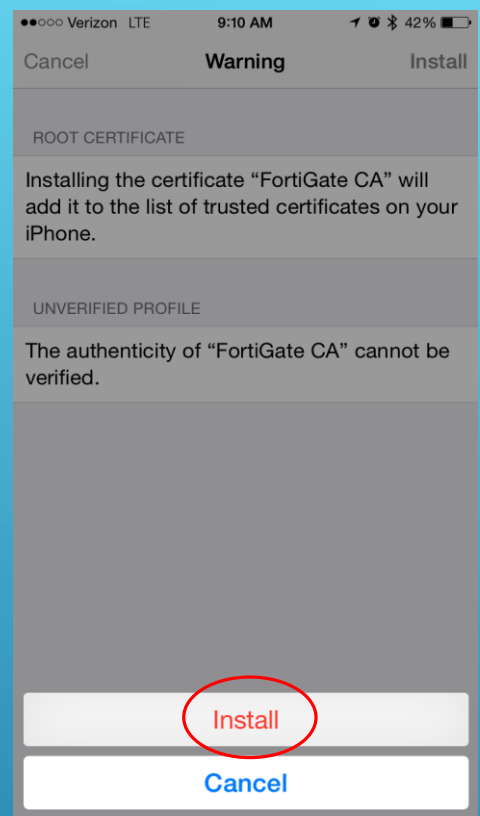 Verizon LTE 9:10 AM 42%
Cancel Warning Install
ROOT CERTIFICATE
Installing the certificate “FortiGate CA” will
add it to the list of trusted certificates on your
iPhone.
UNVERIFIED PROFILE
The authenticity of “FortiGate CA” cannot be
verified.
Install
Cancel